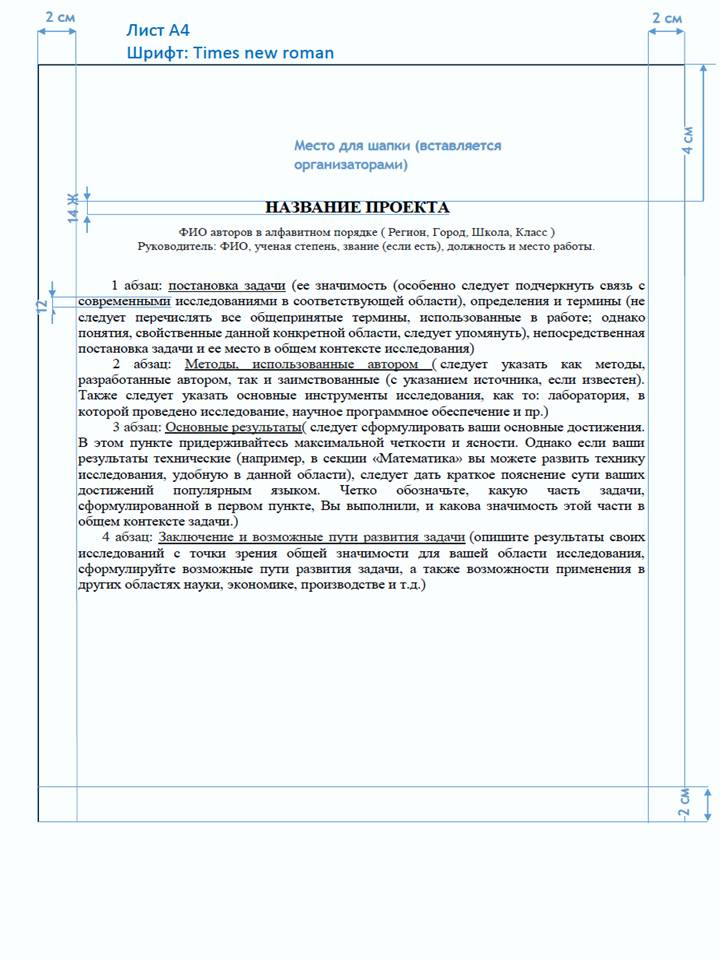 2 см
2 см
Лист А4
Шрифт: Times new roman
4 см
Место для шапки (вставляется
организаторами)
14 Ж
НАЗВАНИЕ ПРОЕКТА
ФИО авторов в алфавитном порядке ( Регион, Город, Школа, Класс )
Руководитель: ФИО, ученая степень, звание (если есть), должность и место работы.
12
1 абзац: постановка задачи (ее значимость (особенно следует подчеркнуть связь с
современными исследованиями в соответствующей области), определения и термины (не
следует перечислять все общепринятые термины, использованные в работе; однако
понятия, свойственные данной конкретной области, следует упомянуть), непосредственная
постановка задачи и ее место в общем контексте исследования)
2 абзац: Методы, использованные автором ( следует указать как методы,
разработанные автором, так и заимствованные (с указанием источника, если известен).
Также следует указать основные инструменты исследования, как то: лаборатория, в
которой проведено исследование, научное программное обеспечение и пр.)
3 абзац: Основные результаты( следует сформулировать ваши основные достижения.
В этом пункте придерживайтесь максимальной четкости и ясности. Однако если ваши
результаты технические (например, в секции «Математика» вы можете развить технику
исследования, удобную в данной области), следует дать краткое пояснение сути ваших
достижений популярным языком. Четко обозначьте, какую часть задачи,
сформулированной в первом пункте, Вы выполнили, и какова значимость этой части в
общем контексте задачи.)
4 абзац: Заключение и возможные пути развития задачи (опишите результаты своих
исследований с точки зрения общей значимости для вашей области исследования,
сформулируйте возможные пути развития задачи, а также возможности применения в
других областях науки, экономике, производстве и т.д.)
2 см